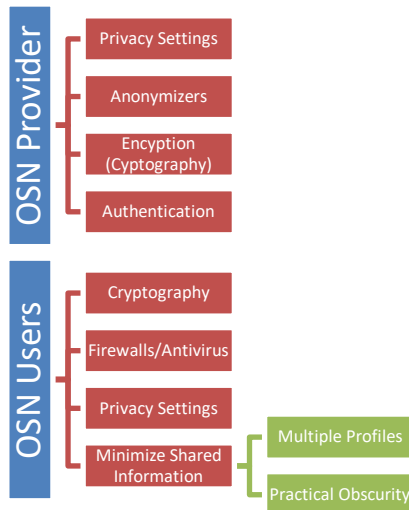 OSN Provider
Privacy Settings
Anonymizers
Encyption
(Cyptography)
Authentication
OSN Users
Cryptography
Firewalls/Antivirus
Privacy Settings
Minimize Shared
Information
Multiple Profiles
Practical Obscurity